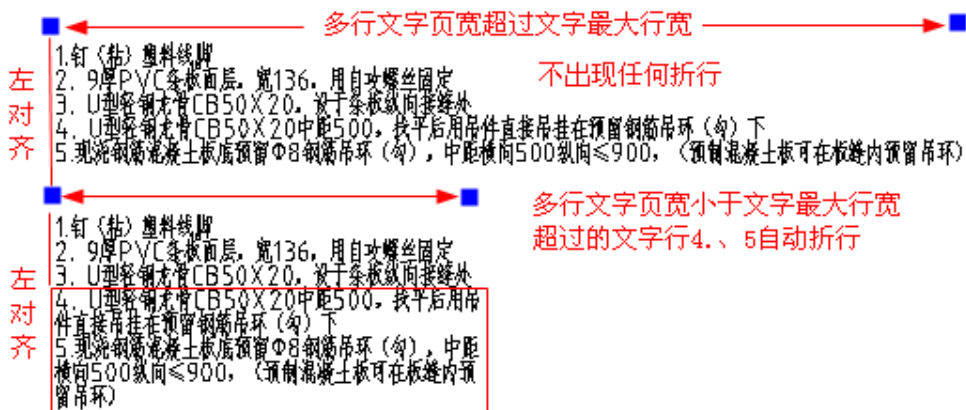 多行文字页宽超过文字最大行宽
左对齐
1.钉（粘）塑料线脚
2. 9厚PVC条板面层，宽136，用自攻螺丝固定
3. U型轻钢龙骨CB50X20，设于条板纵向接缝处
4. U型轻钢龙骨CB50X20中距500，找平后用吊件直接吊挂在预留钢筋吊环（勾）下
5.现浇钢筋混凝土板底预留Φ8钢筋吊环（勾），中距横向500纵向≤900，（预制混凝土板可在板缝内预留吊环）
不出现任何折行
多行文字页宽小于文字最大行宽
超过的文字行4.、5自动折行
左对齐
1.钉（粘）塑料线脚
2. 9厚PVC条板面层，宽136，用自攻螺丝固定
3. U型轻钢龙骨CB50X20，设于条板纵向接缝处
4. U型轻钢龙骨CB50X20中距500，找平后用吊
件直接吊挂在预留钢筋吊环（勾）下
5.现浇钢筋混凝土板底预留Φ8钢筋吊环（勾），中距
横向500纵向≤900，（预制混凝土板可在板缝内预
留吊环）